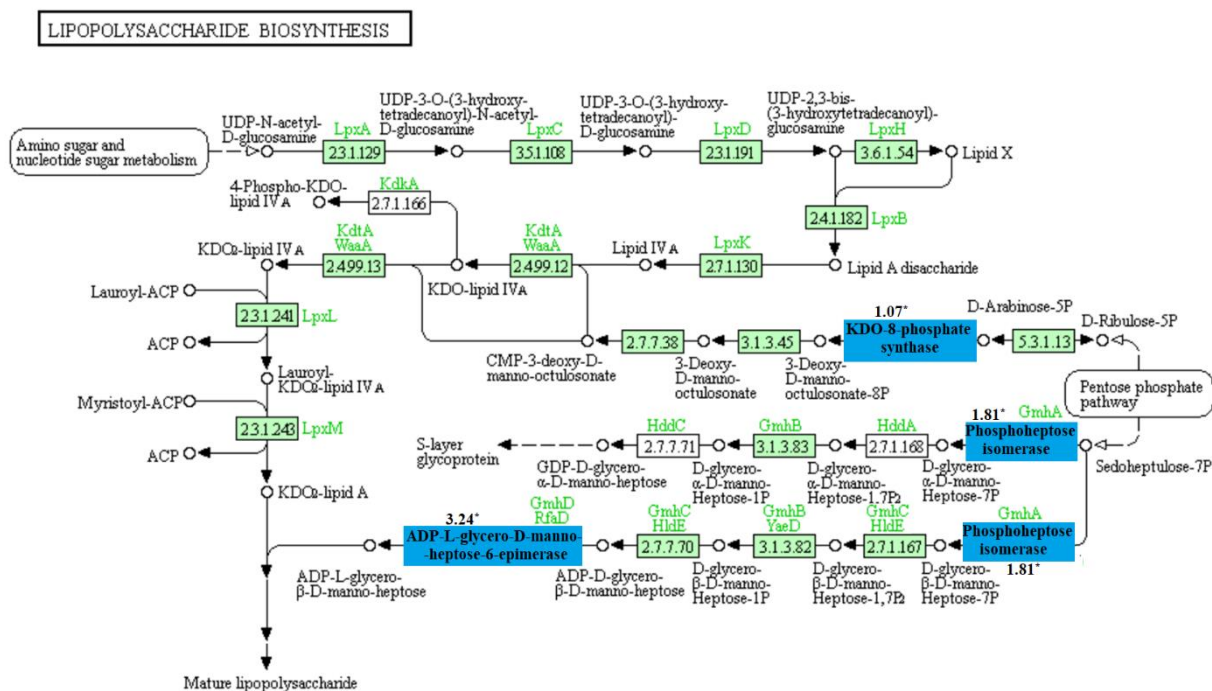 LIPOPOLYSACCHARIDE BIOSYNTHESIS
Amino sugar and
nucleotide sugar metabolism
UDP-N-acetyl-
D-glucosamine
LpxA
2.3.1.129
UDP-3-O-(3-hydroxy-
tetradecanoyl)-N-acetyl-
D-glucosamine
LpxC
3.5.1.108
UDP-3-O-(3-hydroxy-
tetradecanoyl)-
D-glucosamine
LpxD
2.3.1.191
UDP-2,3-bis-
(3-hydroxytetradecanoyl)-
glucosamine
LpxH
3.6.1.54
Lipid X
4-Phospho-KDO-
lipid IVA
KdkA
2.7.1.166
2.4.1.182
LpxB
KDO2-lipid IVA
KdtA
WaaA
2.4.99.13
KDO-lipid IVA
KdtA
WaaA
2.4.99.12
Lipid IVA
LpxK
2.7.1.130
Lipid A disaccharide
Lauroyl-ACP
2.3.1.241
LpxL
ACP
CMP-3-deoxy-D-
manno-octulosonate
2.7.7.38
3-Deoxy-
D-manno-
octulosonate
3.1.3.45
3-Deoxy-
D-manno-
octulosonate-8P
1.07*
KDO-8-phosphate
synthase
D-Arabinose-5P
5.3.1.13
D-Ribulose-5P
Lauroyl-
KDO2-lipid IVA
Pentose phosphate
pathway
Myristoyl-ACP
2.3.1.243
LpxM
ACP
S-layer
glycoprotein
GDP-D-glycero-
α-D-manno-heptose
HddC
2.7.7.71
D-glycero-
α-D-manno-
Heptose-1P
GmhB
3.1.3.83
D-glycero-
α-D-manno-
Heptose-1,7P2
HddA
2.7.1.168
D-glycero-
α-D-manno-
Heptose-7P
1.81*
GmhA
Phosphoheptose
isomerase
Sedoheptulose-7P
KDO2-lipid A
3.24*
GmhD
RfaD
ADP-L-glycero-D-manno
-heptose-6-epimerase
ADP-L-glycero-
β-D-manno-heptose
ADP-D-glycero-
β-D-manno-heptose
GmhC
HldE
2.7.7.70
D-glycero-
β-D-manno-
Heptose-1P
GmhB
YaeD
3.1.3.82
D-glycero-
β-D-manno-
Heptose-1,7P2
GmhC
HldE
2.7.1.167
D-glycero-
β-D-manno-
Heptose-7P
GmhA
Phosphoheptose
isomerase
1.81*
Mature lipopolysaccharide